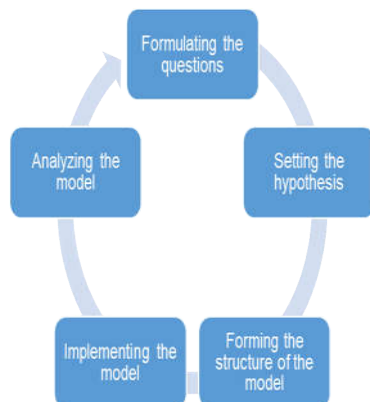 Formulating the
questions
Setting the
hypothesis
Forming the
structure of the
model
Implementing the
model
Analyzing the
model